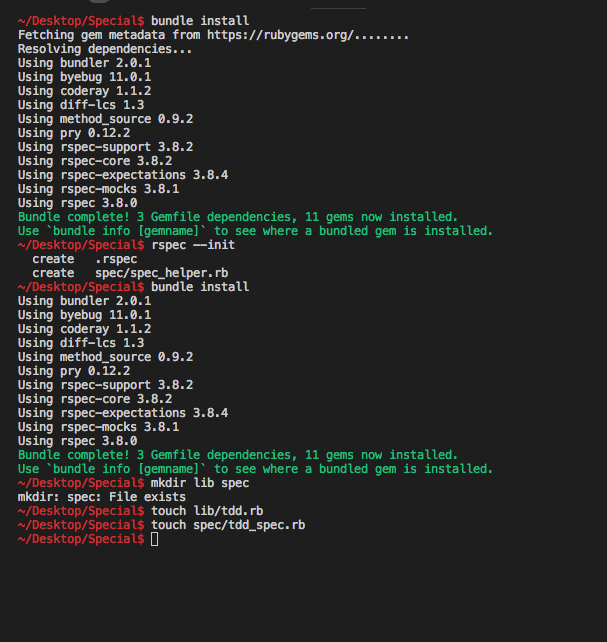 ~/Desktop/Special$ bundle install
Fetching gem metadata from https://rubygems.org/........
Resolving dependencies...
Using bundler 2.0.1
Using byebug 11.0.1
Using coderay 1.1.2
Using diff-lcs 1.3
Using method_source 0.9.2
Using pry 0.12.2
Using rspec-support 3.8.2
Using rspec-core 3.8.2
Using rspec-expectations 3.8.4
Using rspec-mocks 3.8.1
Using rspec 3.8.0
Bundle complete! 3 Gemfile dependencies, 11 gems now installed.
Use `bundle info [gemname]` to see where a bundled gem is installed.
~/Desktop/Special$ rspec --init
  create   .rspec
  create   spec/spec_helper.rb
~/Desktop/Special$ bundle install
Using bundler 2.0.1
Using byebug 11.0.1
Using coderay 1.1.2
Using diff-lcs 1.3
Using method_source 0.9.2
Using pry 0.12.2
Using rspec-support 3.8.2
Using rspec-core 3.8.2
Using rspec-expectations 3.8.4
Using rspec-mocks 3.8.1
Using rspec 3.8.0
Bundle complete! 3 Gemfile dependencies, 11 gems now installed.
Use `bundle info [gemname]` to see where a bundled gem is installed.
~/Desktop/Special$ mkdir lib spec
mkdir: spec: File exists
~/Desktop/Special$ touch lib/tdd.rb
~/Desktop/Special$ touch spec/tdd_spec.rb
~/Desktop/Special$